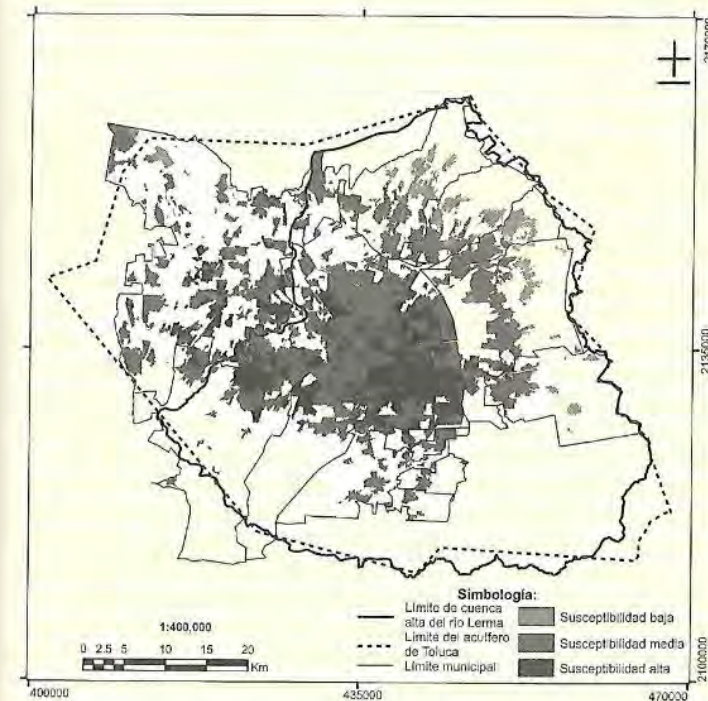 2170000
2135000
Simbología:
Límite de cuenca
alta del río Lerma
Límite del acuífero
de Toluca
Límite municipal
Susceptibilidad baja
Susceptibilidad media
Susceptibilidad alta
1:400,000
0 2.5 5 10 15 20
Km
2100000
400000 435000 470000